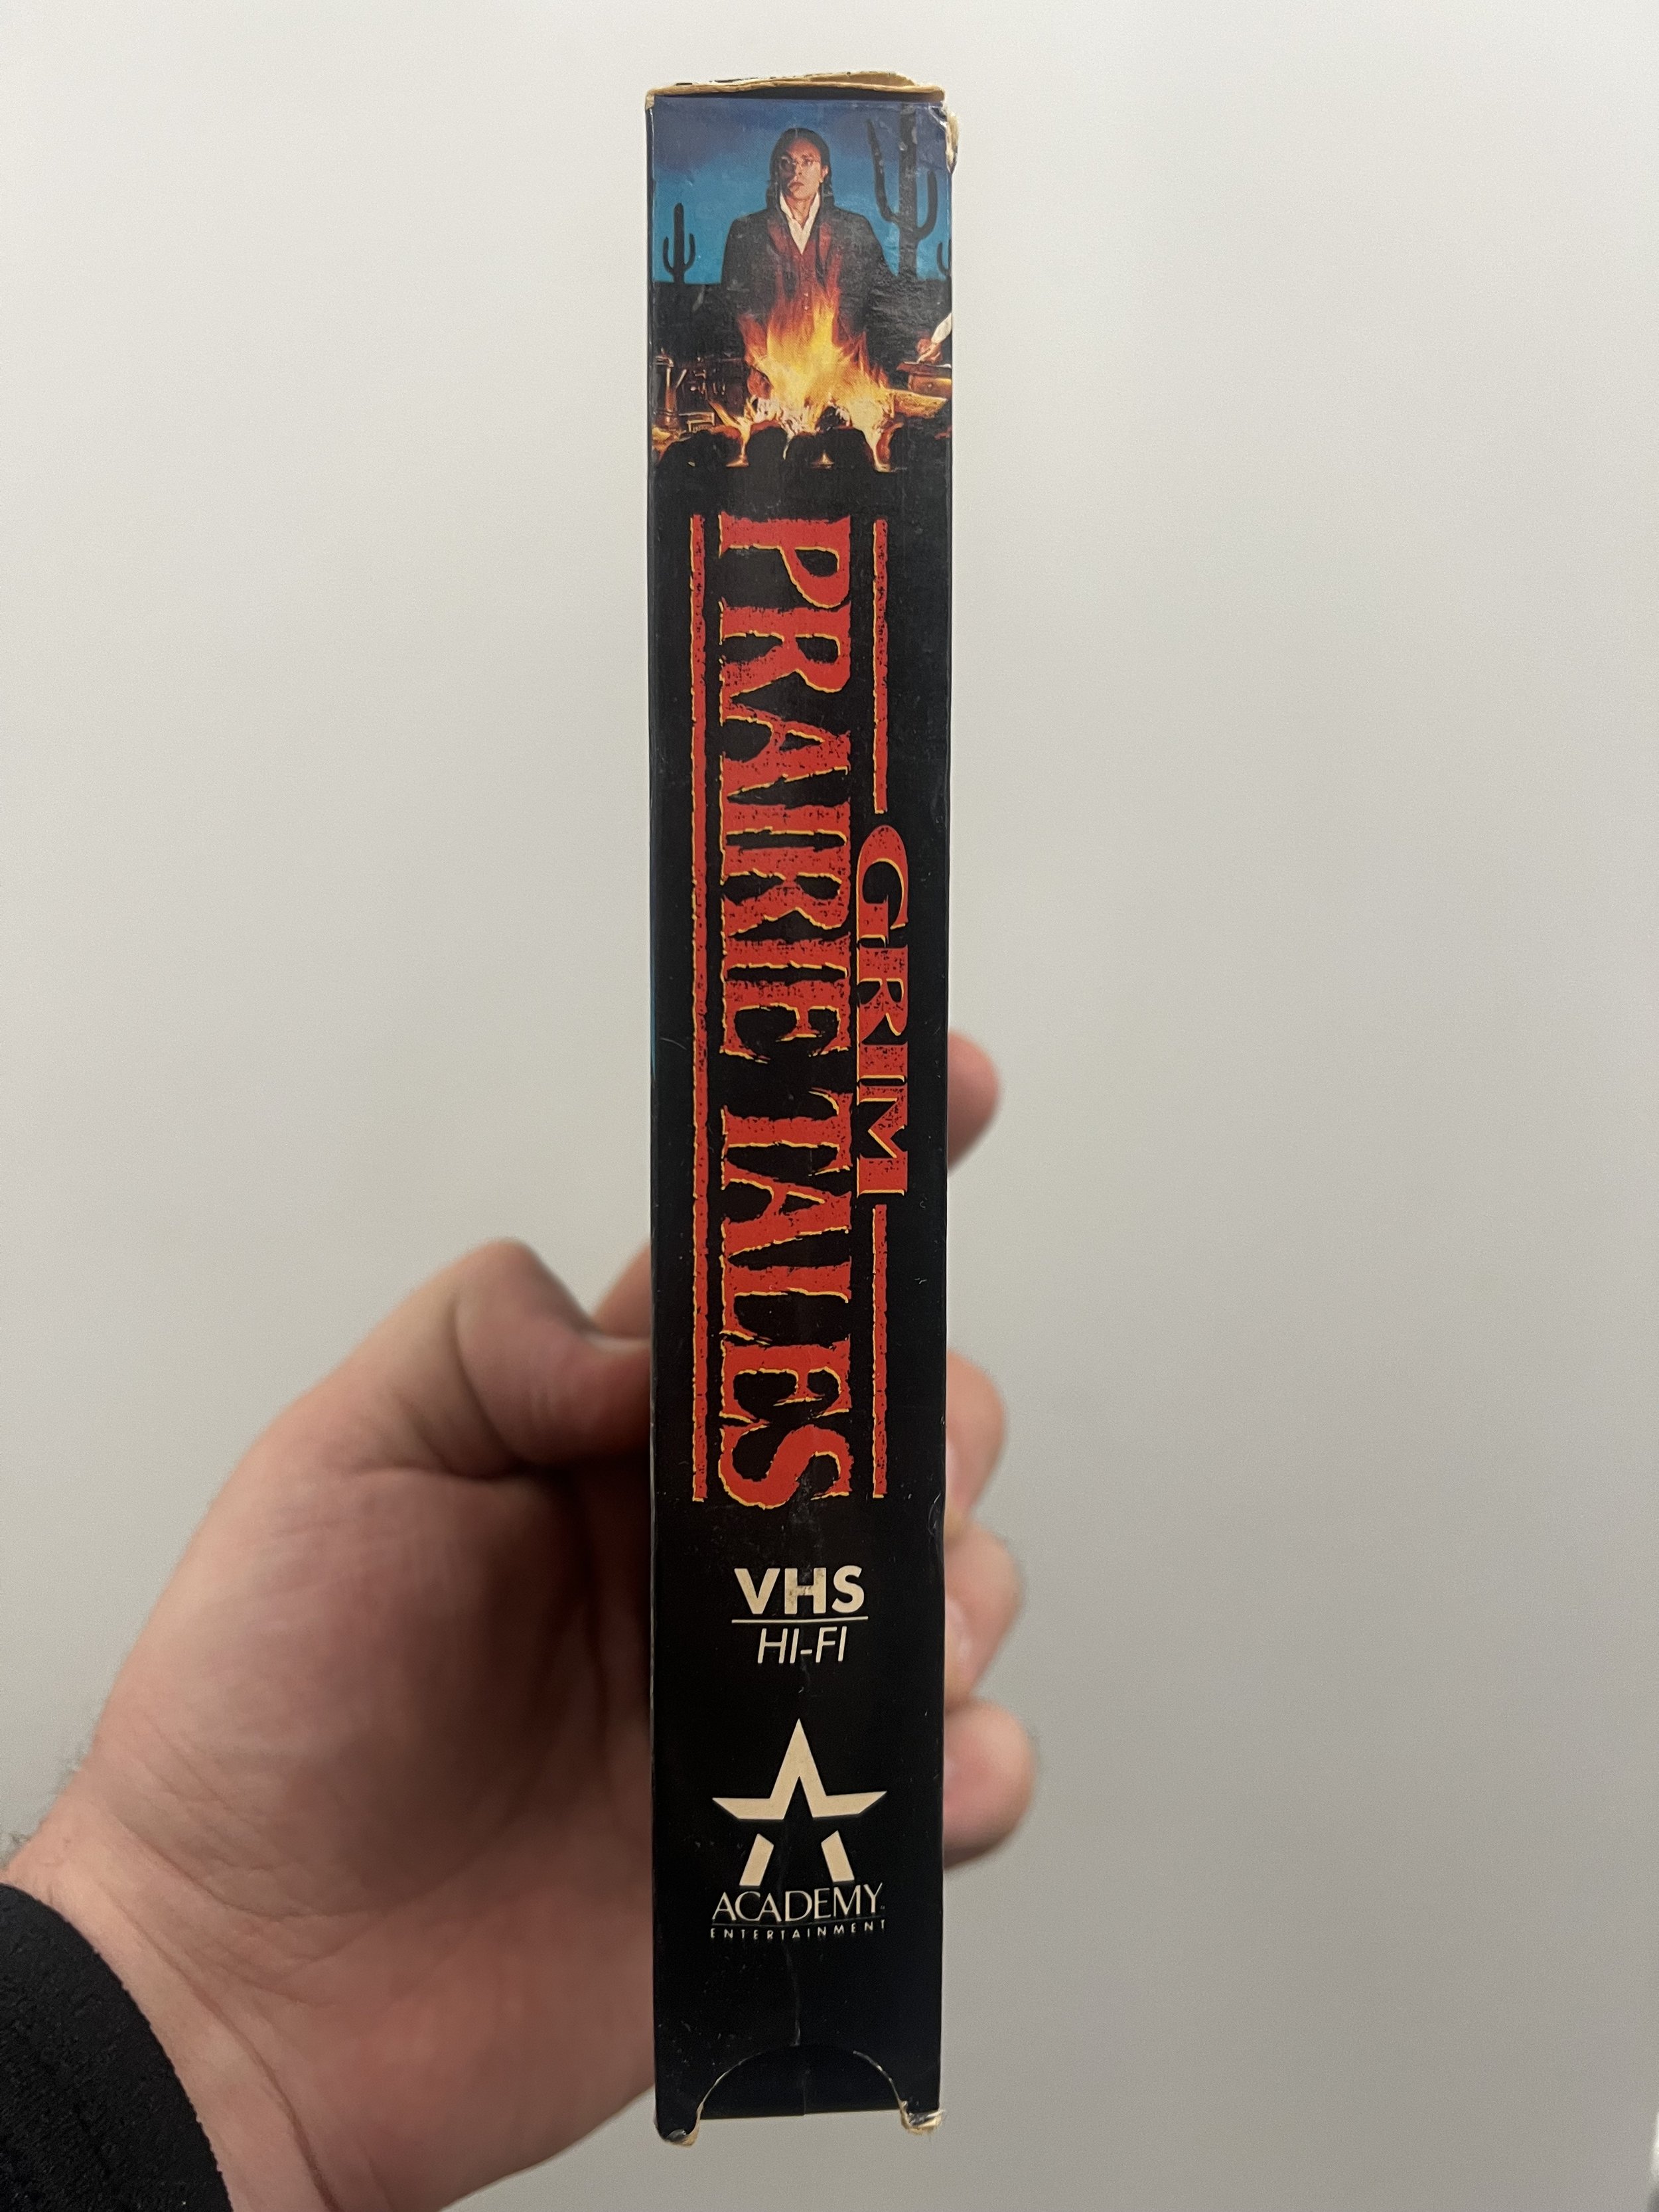 GRIM
PRAIRIE TALES
VHS
HI-FI
ACADEMY
ENTERTAINMENT